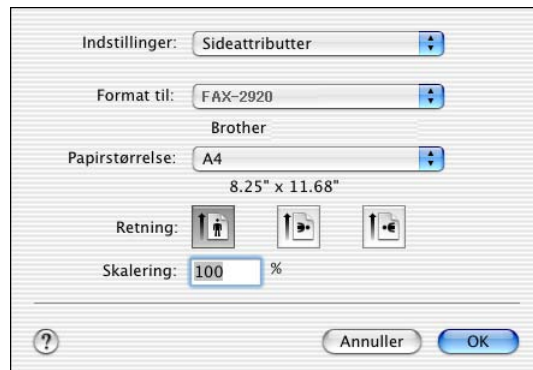 Indstillinger: Sideattributter
Format til: FAX-2920
Brother
Papirstørrelse: A4
8.25" x 11.68"
Retning:
Skalering: 100 %
? Annuller OK